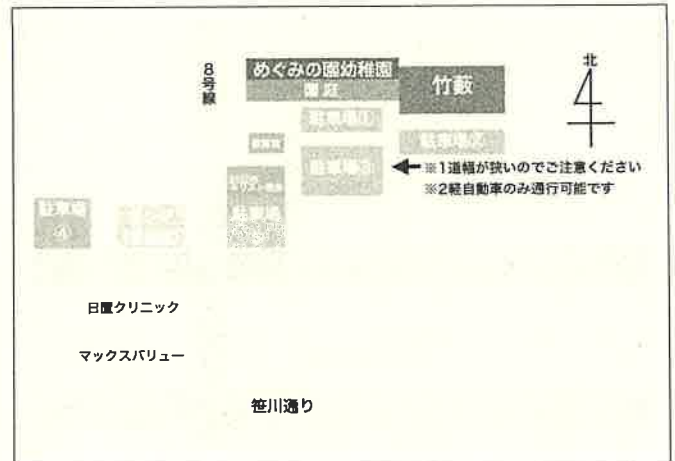 北
8号線
めぐみの園幼稚園
園庭
竹藪
駐車場①
駐車場②
駐車場③
※1道幅が狭いのでご注意ください
※2軽自動車のみ通行可能です
駐車場
④
駐車場
日置クリニック
マックスバリュー
笹川通り